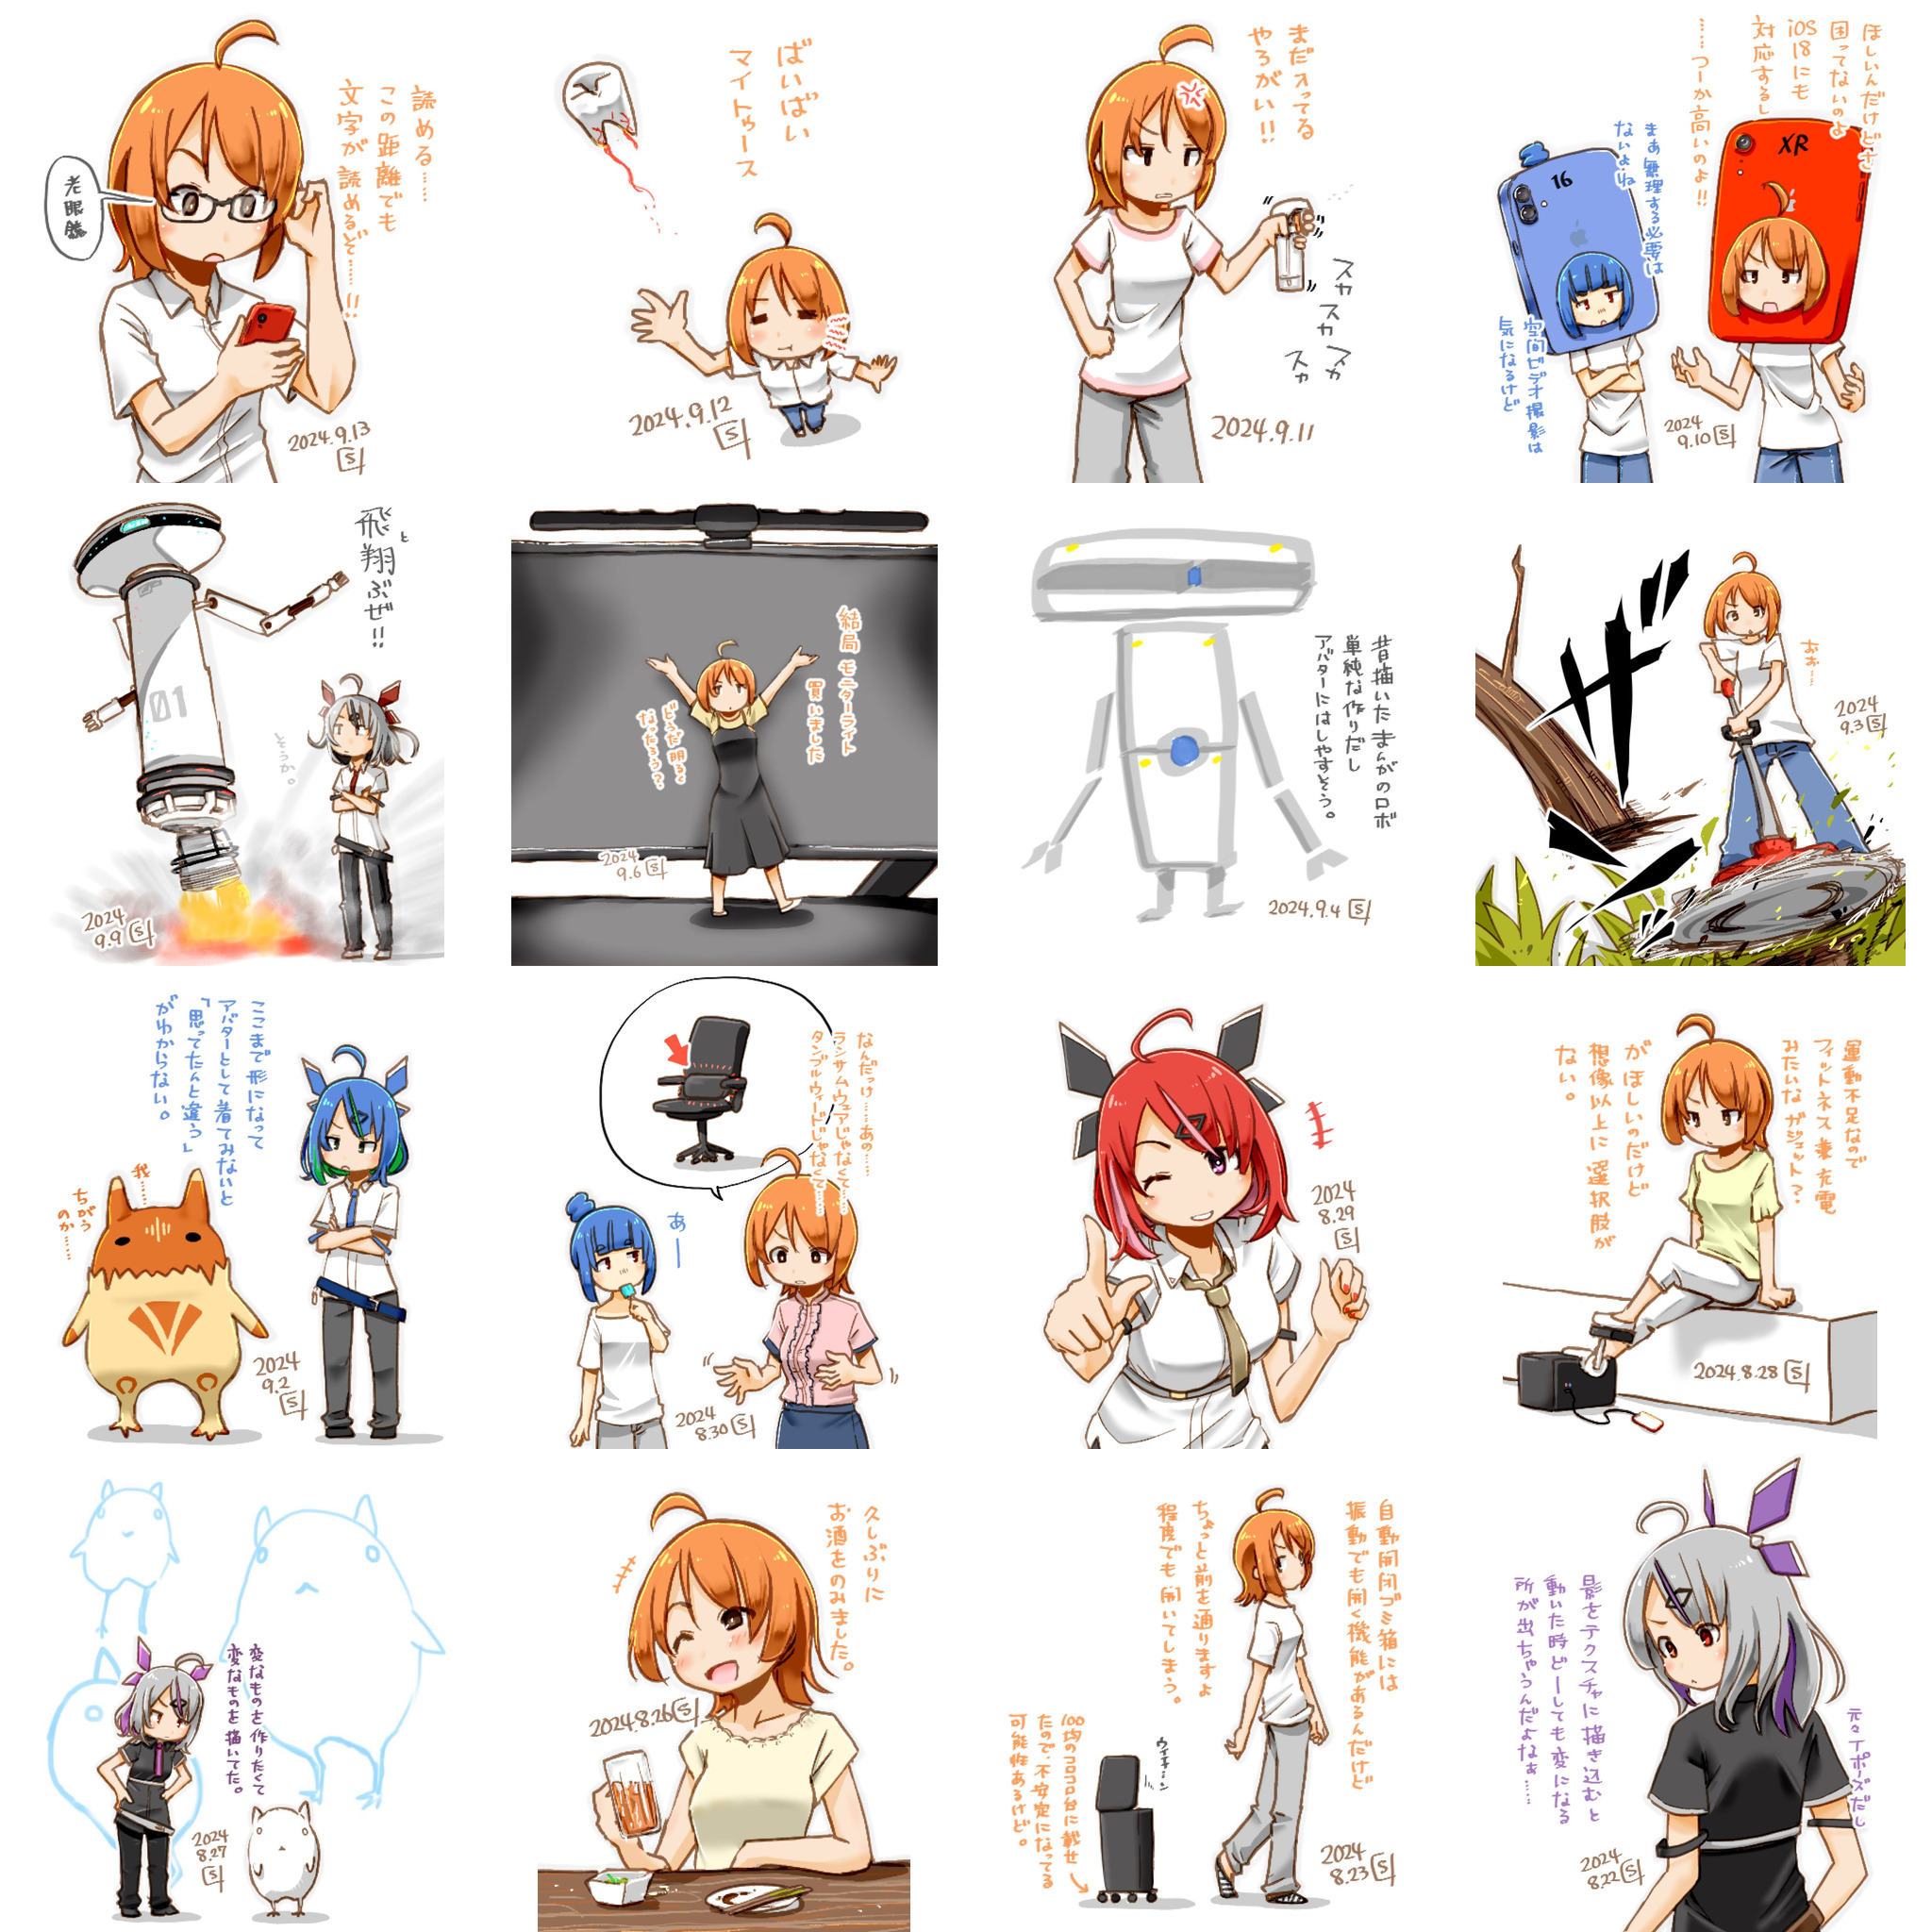 読める……
この距離でも
文字が読めるぞ……!!
老眼鏡
2024.9.13
ばいばい
マイトゥース
2024.9.12
まだ
やろがい!!
スカ
スカ
スカ
スカ
2024.9.11
ほしいんだけどさ
困ってないのよ
iOS
18にも
対応するし
……つーか高いのよ!!
XR
16
まあ無理する必要は
ないよね
空間ビデオ撮影は
気になるけど
2024
9.10
飛翔ぶぜ!!
と
01
そうか。
2024
9.9
結局モニターライト
買いました
どうだ明るく
なったろう?
2024
9.6
昔描いたまんがのロボ
単純な作りだし
アバターにはしやすそう。
2024.9.4
おお…
2024
9.3
ここまで形になって
アバターとして着てみないと
「思ってたんと違う」
がわからない。
我……
ちがう
のか……
2024
9.2
なんだっけ……あの……
ランサムウェアじゃなくて……
タンブルウィードじゃなくて……
あー
2024
8.30
2024
8.29
運動不足なので
フィットネス兼充電
みたいなガジェット?
がほしいのだけど
想像以上に選択肢が
ない。
2024.8.28
変なものを作りたくて
変なものを描いてた。
2024
8.27
久しぶりに
お酒をのみました。
2024.8.26
自動開閉ゴミ箱には
振動でも開く機能があるんだけど
ちょっと前を通りますよ
程度でも開いてしまう。
ウィーン
100均のコロコロ台に載せ
たので、不安定になってる
可能性あるけど。
2024
8.23
影をテクスチャに描き込むと
動いた時どーしても変になる
所が出ちゃうんだよなぁ……
元々Tポーズだし
2024
8.22